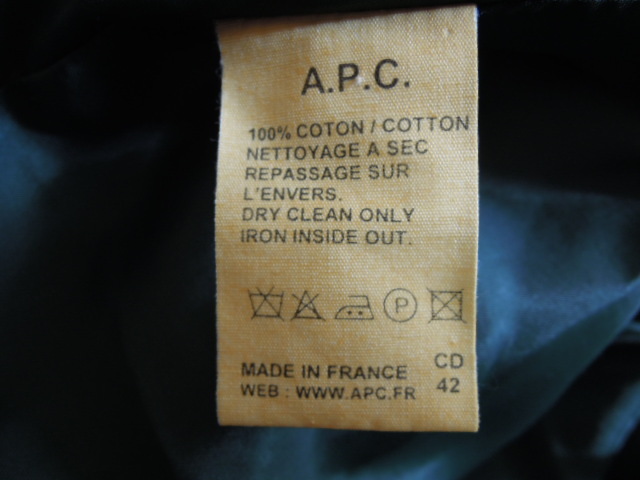 A.P.C.
100% COTON / COTTON
NETTOYAGE A SEC
REPASSAGE SUR
L'ENVERS.
DRY CLEAN ONLY
IRON INSIDE OUT.
P
MADE IN FRANCE CD
WEB : WWW.APC.FR 42